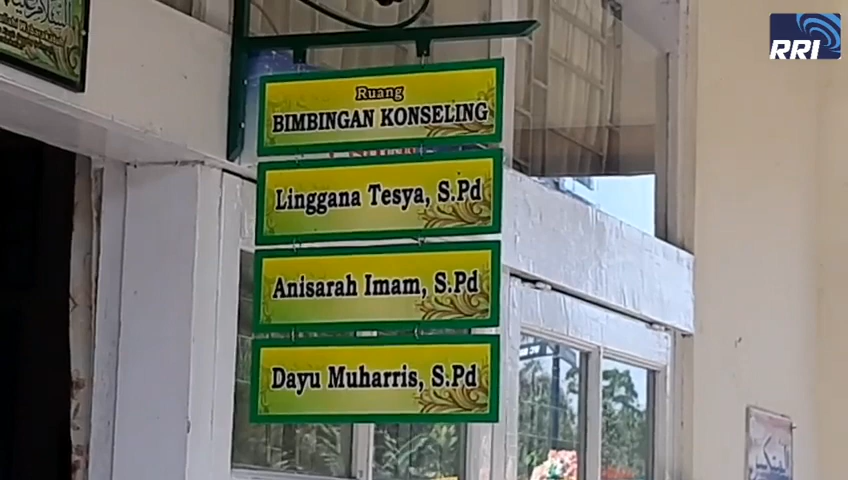 RRI
Ruang
BIMBINGAN KONSELING
Linggana Tesya, S.Pd
Anisarah Imam, S.Pd
Dayu Muharris, S.Pd